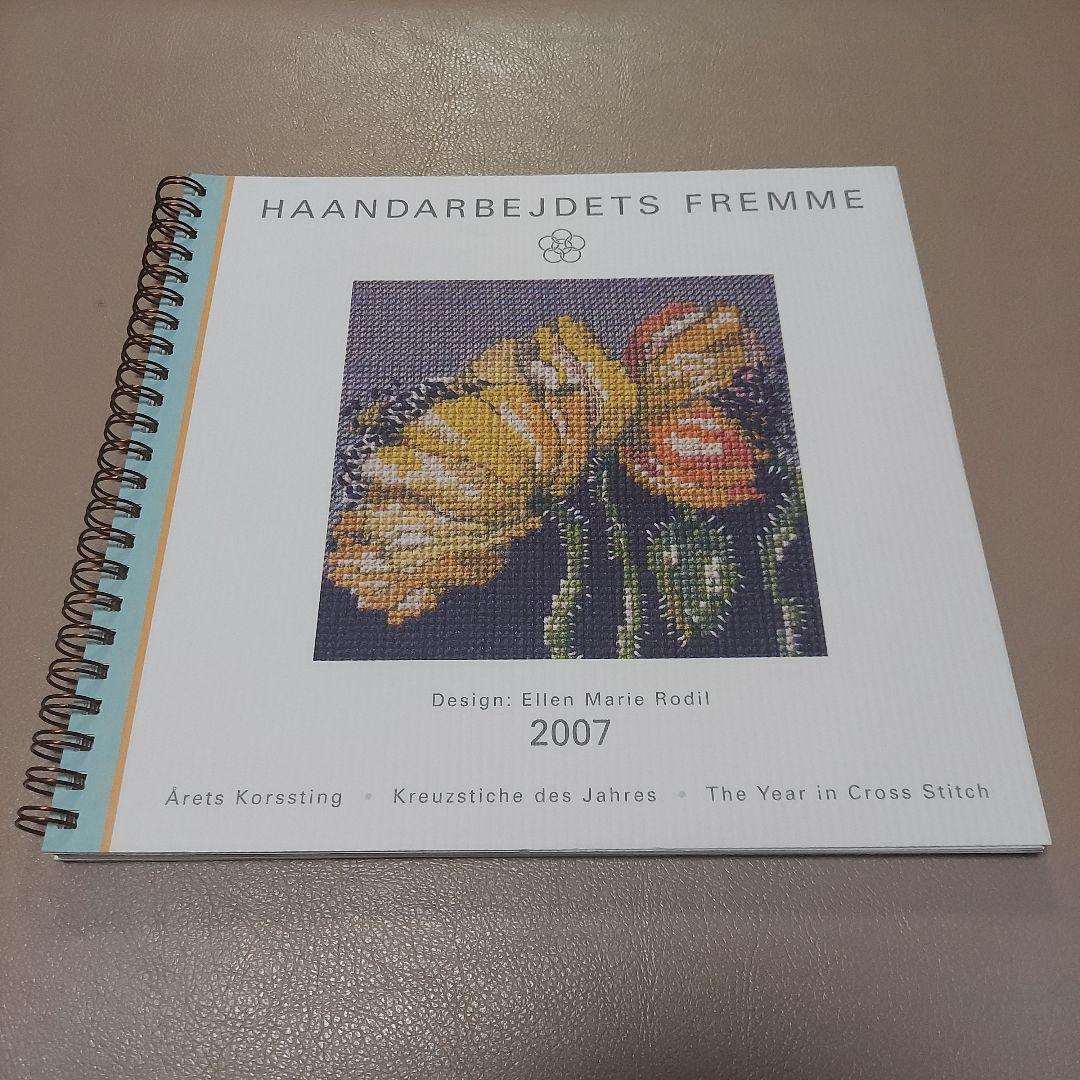 HAANDARBEJDETS FREMME
Design: Ellen Marie Rodil
2007
Årets Korssting • Kreuzstiche des Jahres • The Year in Cross Stitch